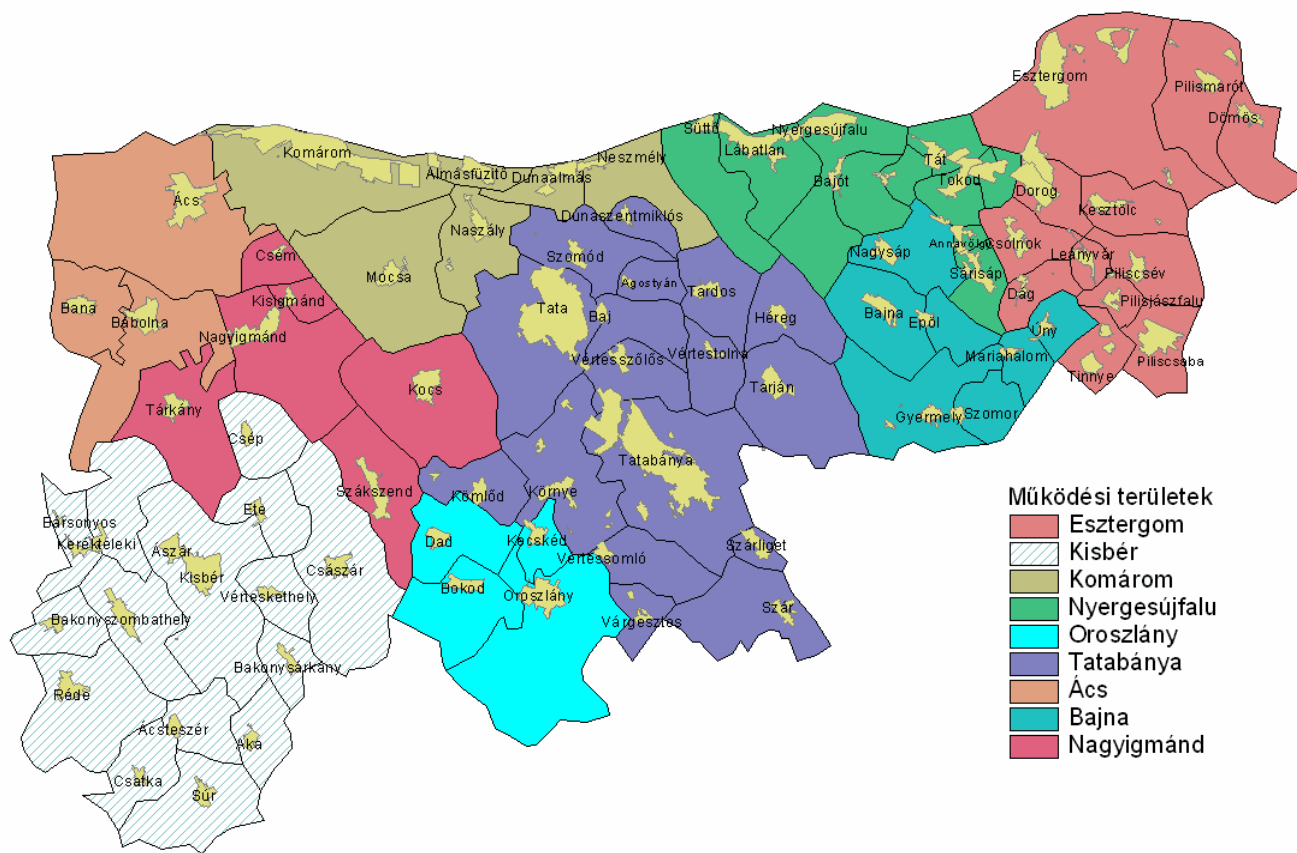 Esztergom
Pilismarót
Dömös
Süttő
Nyergesújfalu
Lábatlan
Komárom
Almásfüzitő
Dunaalmás
Neszmély
Tát
Tokod
Bajót
Dorog
Kesztölc
Ács
Dunaszentmiklós
Naszály
Mocsa
Szomód
Nagysáp
Annavölgy
Csolnok
Leányvár
Piliscsév
Sárisáp
Csém
Kisigmánd
Agostyán
Tardos
Dág
Pilisjászfalu
Bana
Bábolna
Nagyigmánd
Tata
Baj
Héreg
Bajna
Epöl
Úny
Vértesszőlős
Vértestolna
Máriahalom
Piliscsaba
Tinnye
Tarján
Kocs
Tárkány
Gyermely
Szomor
Csép
Tatabánya
Szákszend
Kömlőd
Környe
Ete
Bársonyos
Kerékteleki
Ászár
Kisbér
Császár
Dad
Kecskéd
Vértessomló
Szárliget
Bokod
Oroszlány
Vérteskethely
Bakonyszombathely
Várgesztes
Szár
Bakonysárkány
Réde
Ácsteszér
Aka
Csatka
Súr
Működési területek
Esztergom
Kisbér
Komárom
Nyergesújfalu
Oroszlány
Tatabánya
Ács
Bajna
Nagyigmánd